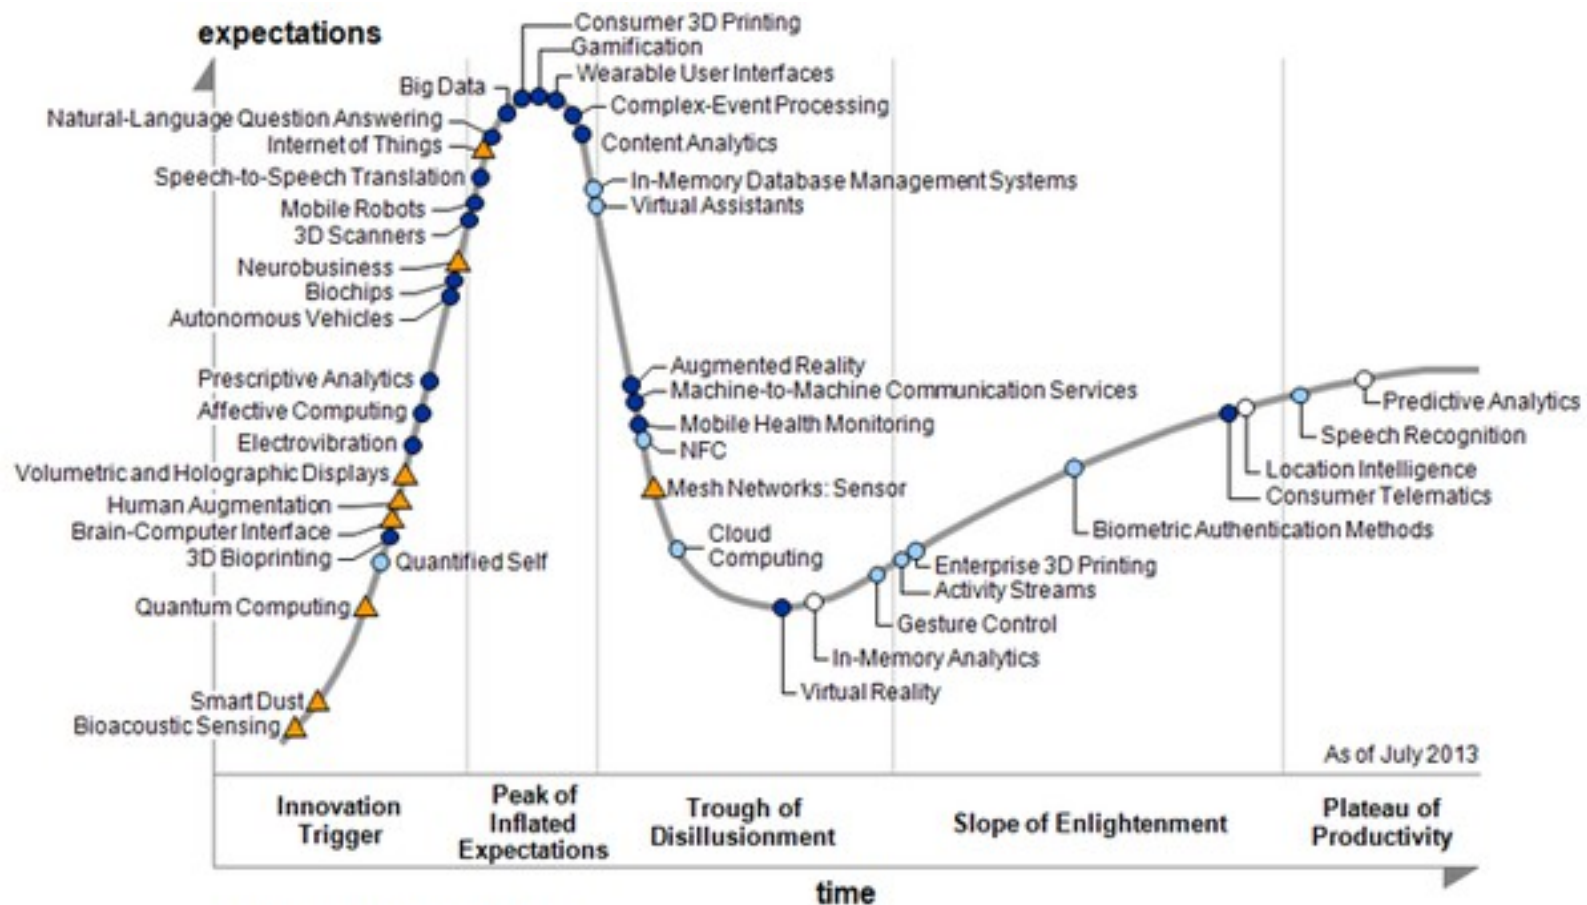 expectations
Consumer 3D Printing
Gamification
Wearable User Interfaces
Big Data
Complex-Event Processing
Natural-Language Question Answering
Content Analytics
Internet of Things
Speech-to-Speech Translation
In-Memory Database Management Systems
Virtual Assistants
Mobile Robots
3D Scanners
Neurobusiness
Biochips
Autonomous Vehicles
Augmented Reality
Prescriptive Analytics
Machine-to-Machine Communication Services
Predictive Analytics
Affective Computing
Mobile Health Monitoring
Speech Recognition
Electrovibration
NFC
Location Intelligence
Volumetric and Holographic Displays
Mesh Networks: Sensor
Consumer Telematics
Human Augmentation
Brain-Computer Interface
Biometric Authentication Methods
Cloud
Computing
3D Bioprinting
Quantified Self
Enterprise 3D Printing
Activity Streams
Quantum Computing
Gesture Control
In-Memory Analytics
Virtual Reality
Smart Dust
Bioacoustic Sensing
As of July 2013
Innovation
Trigger
Peak of
Inflated
Expectations
Trough of
Disillusionment
Slope of Enlightenment
Plateau of
Productivity
time